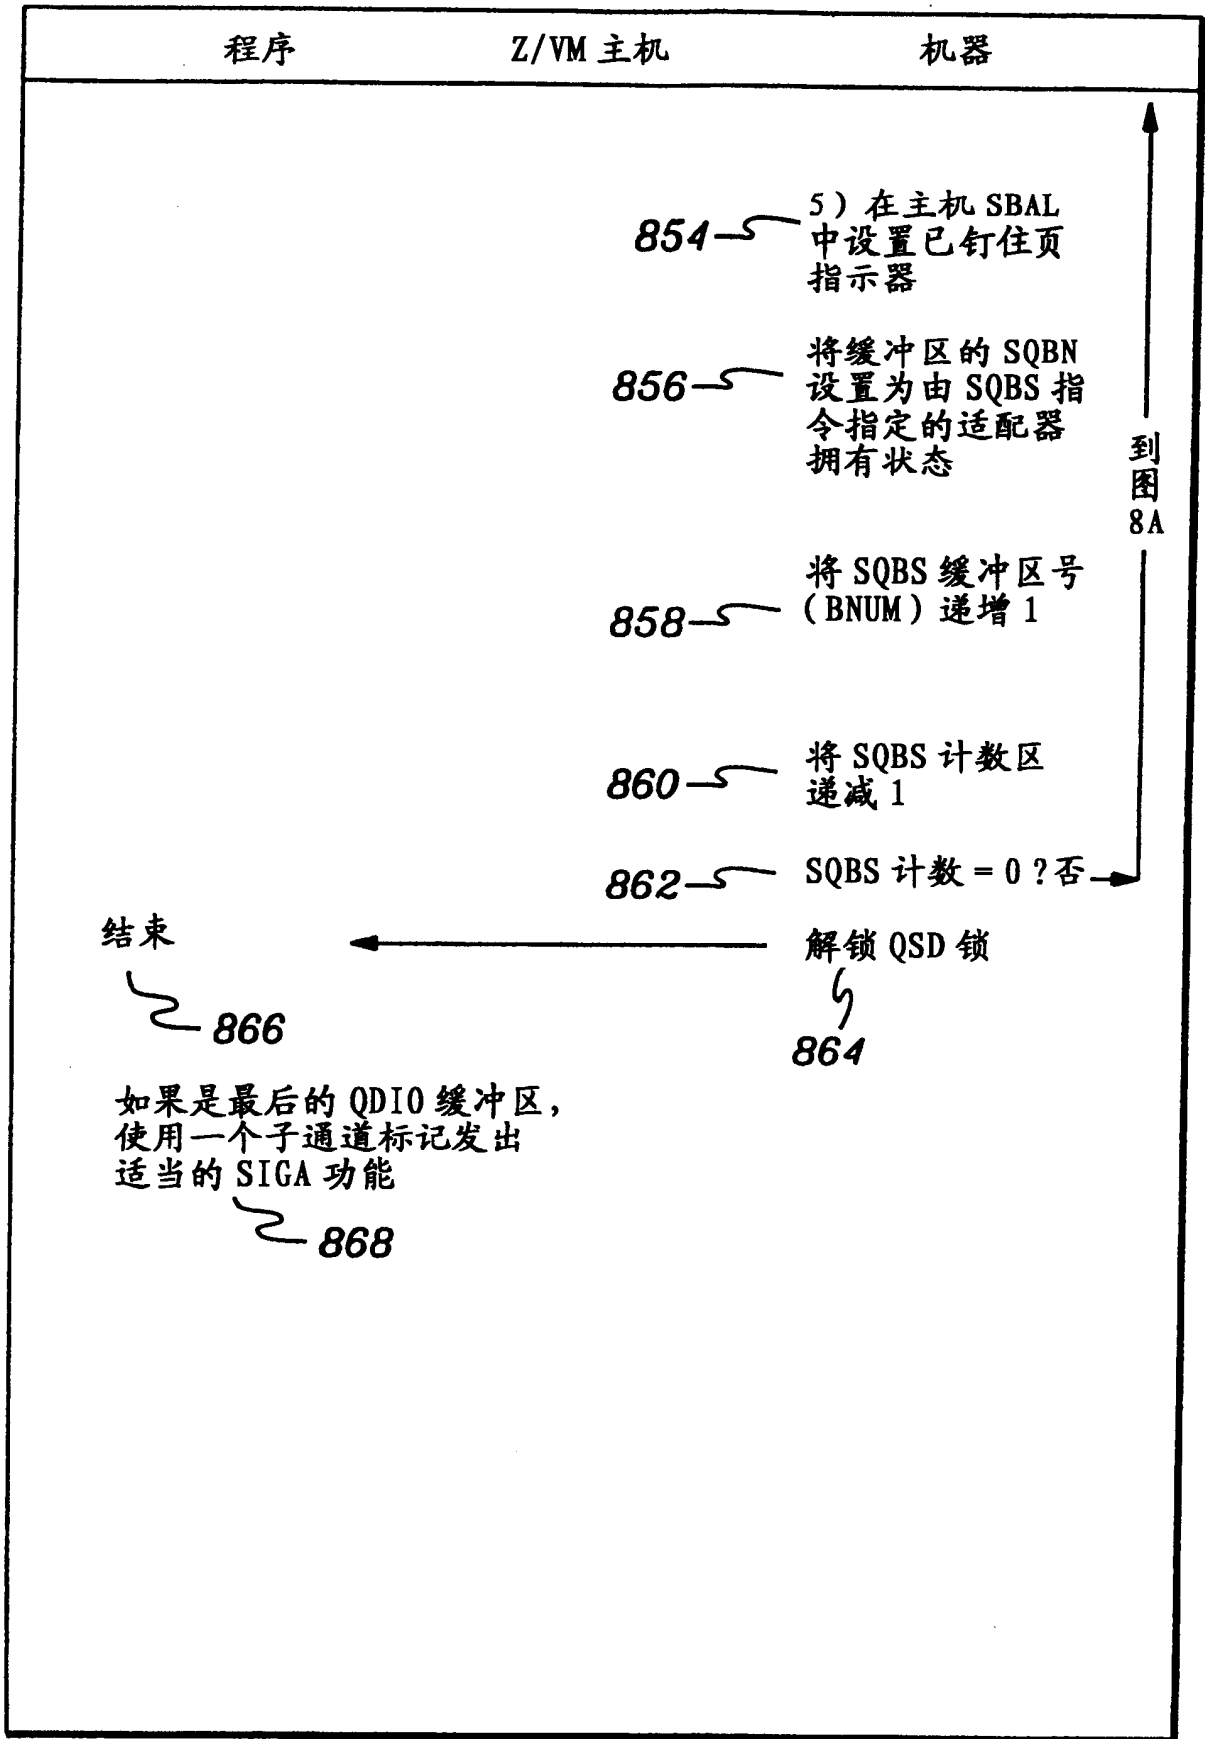 程序 Z/VM 主机 机器
5）在主机 SBAL
中设置已钉住页
指示器
854
将缓冲区的 SQBN
设置为由 SQBS 指
令指定的适配器
拥有状态
856
到
图
8A
将 SQBS 缓冲区号
（BNUM）递增 1
858
将 SQBS 计数区
递减 1
860
862 SQBS 计数 = 0 ?否
结束 解锁 QSD 锁
866
864
如果是最后的 QDIO 缓冲区，
使用一个子通道标记发出
适当的 SIGA 功能
868